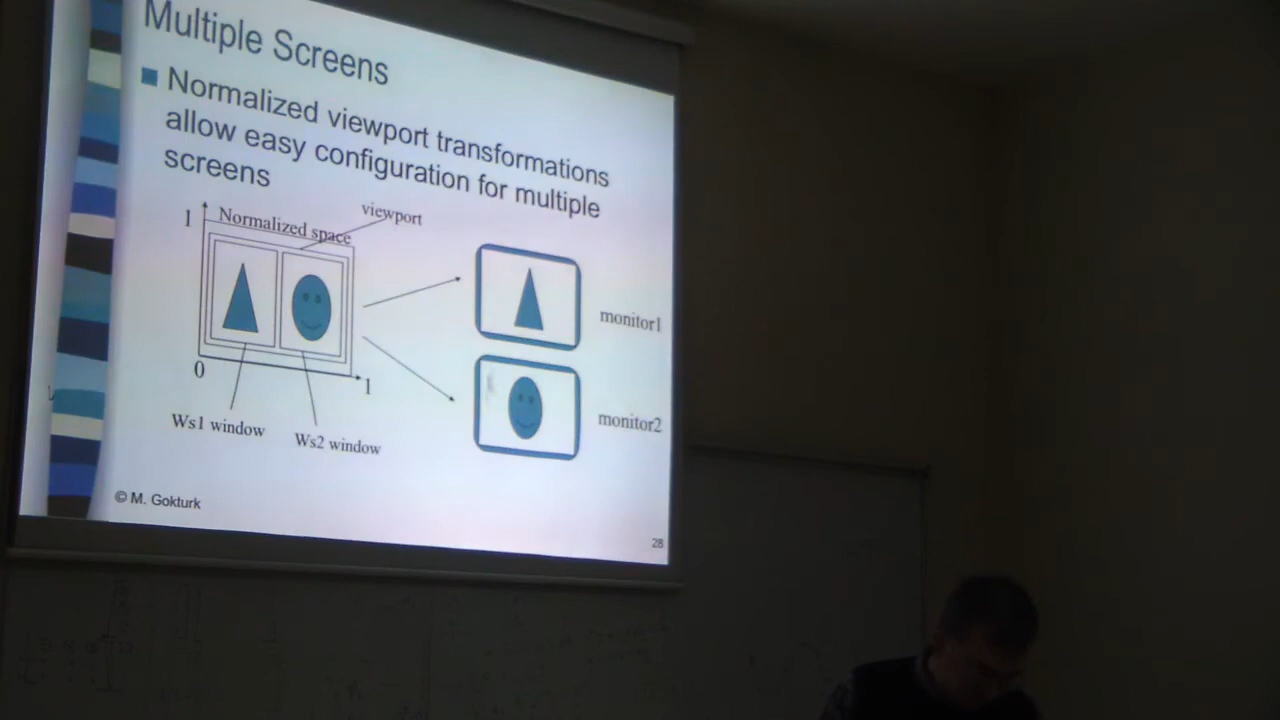 Multiple Screens
Normalized viewport transformations
allow easy configuration for multiple
screens
viewport
1
Normalized space
monitor1
0
1
Ws1 window
Ws2 window
monitor2
© M. Gokturk
28